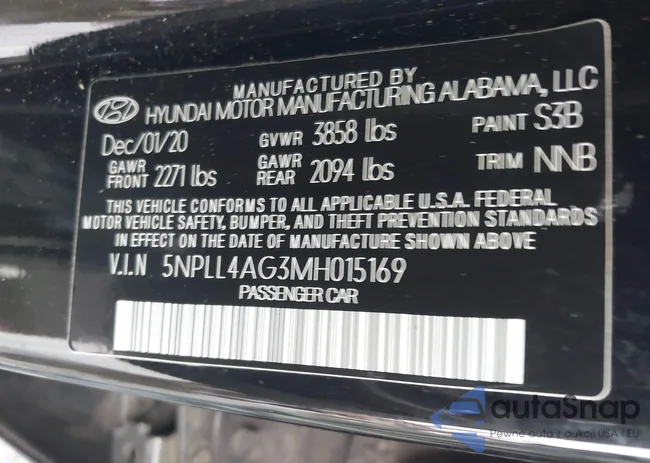 MANUFACTURED BY
HYUNDAI MOTOR MANUFACTURING ALABAMA, LLC
Dec/01/20 GVWR 3858 lbs PAINT S3B
GAWR FRONT 2271 lbs GAWR REAR 2094 lbs TRIM NNB
THIS VEHICLE CONFORMS TO ALL APPLICABLE U.S.A. FEDERAL
MOTOR VEHICLE SAFETY, BUMPER, AND THEFT PREVENTION STANDARDS
IN EFFECT ON THE DATE OF MANUFACTURE SHOWN ABOVE
V.I.N 5NPLL4AG3MH015169
PASSENGER CAR
autaSnap
Pewne auta z aukcji USA i EU